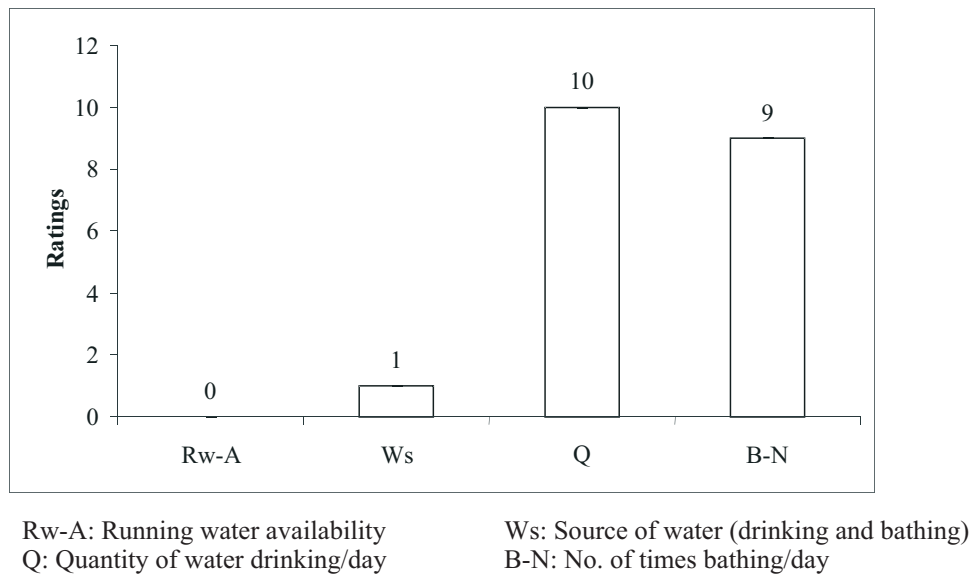 12
10
8
6
4
2
0
Ratings
0
1
10
9
Rw-A Ws Q B-N
Rw-A: Running water availability Ws: Source of water (drinking and bathing)
Q: Quantity of water drinking/day B-N: No. of times bathing/day